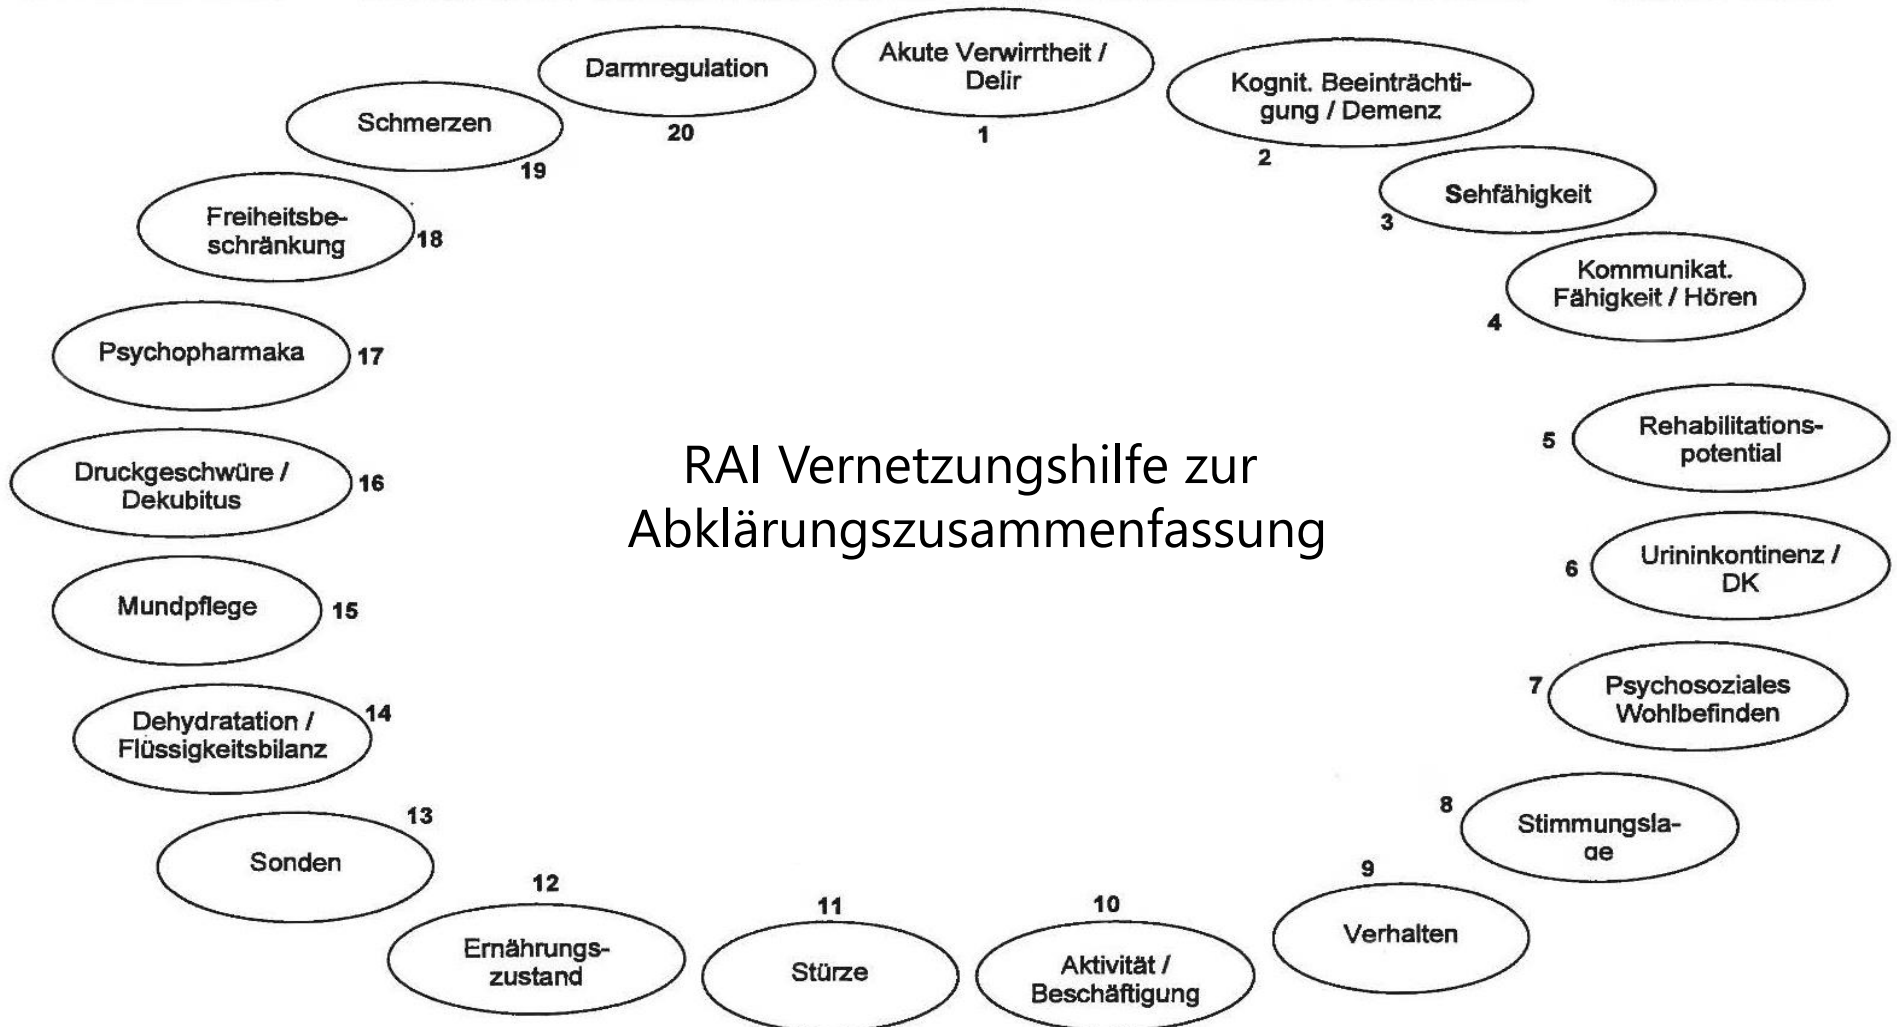 Akute Verwirrtheit /
Delir
1
Kognit. Beeinträchti-
gung / Demenz
2
Sehfähigkeit
3
Kommunikat.
Fähigkeit / Hören
4
Rehabilitations-
potential
5
Urininkontinenz /
DK
6
Psychosoziales
Wohlbefinden
7
Stimmungsla-
ge
8
Verhalten
9
Aktivität /
Beschäftigung
10
Stürze
11
Ernährungs-
zustand
12
Sonden
13
Dehydratation /
Flüssigkeitsbilanz
14
Mundpflege
15
Druckgeschwüre /
Dekubitus
16
Psychopharmaka
17
Freiheitsbe-
schränkung
18
Schmerzen
19
Darmregulation
20
RAI Vernetzungshilfe zur
Abklärungszusammenfassung